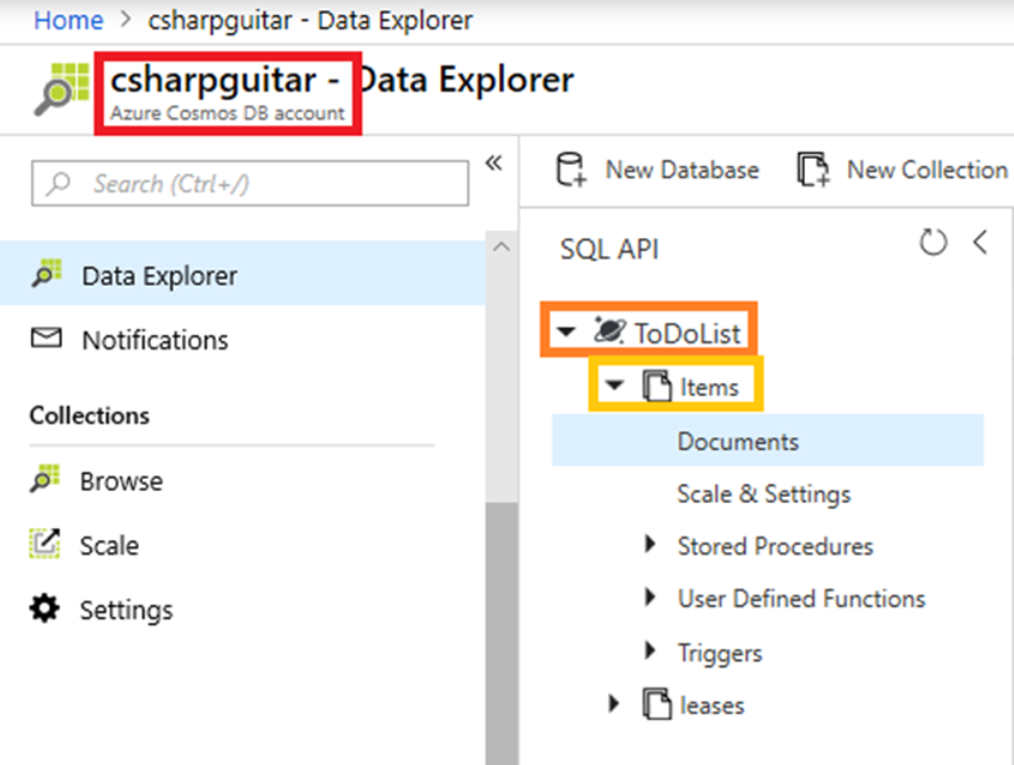 Home > csharpguitar - Data Explorer
csharpguitar - Data Explorer
Azure Cosmos DB account
Search (Ctrl+/)
«
Data Explorer
Notifications
Collections
Browse
Scale
Settings
New Database
New Collection
SQL API
ToDoList
Items
Documents
Scale & Settings
Stored Procedures
User Defined Functions
Triggers
leases